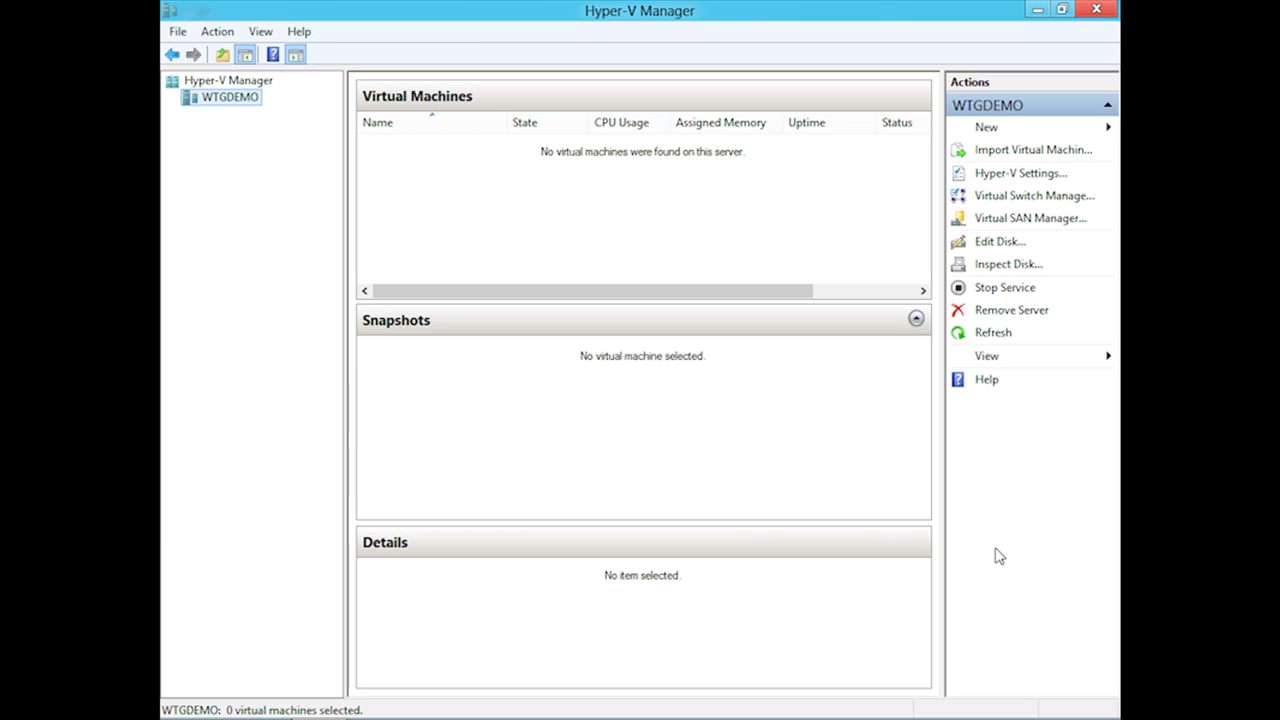 Hyper-V Manager
File Action View Help
Hyper-V Manager
WTGDEMO
Virtual Machines
Name State CPU Usage Assigned Memory Uptime Status
No virtual machines were found on this server.
Snapshots
No virtual machine selected.
Details
No item selected.
Actions
WTGDEMO
New
Import Virtual Machin...
Hyper-V Settings...
Virtual Switch Manage...
Virtual SAN Manager...
Edit Disk...
Inspect Disk...
Stop Service
Remove Server
Refresh
View
Help
WTGDEMO: 0 virtual machines selected.